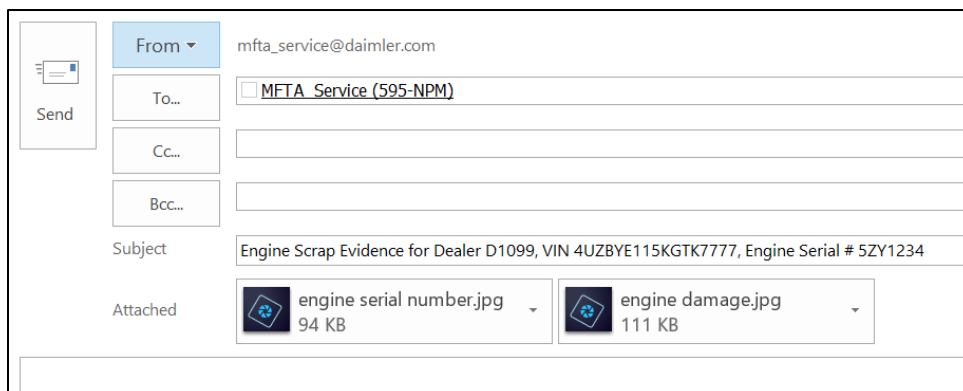 From
mfta_service@daimler.com
Send
To...
MFTA_Service (595-NPM)
Cc...
Bcc...
Subject
Engine Scrap Evidence for Dealer D1099, VIN 4UZBYE115KGTK7777, Engine Serial # 5ZY1234
Attached
engine serial number.jpg
94 KB
engine damage.jpg
111 KB